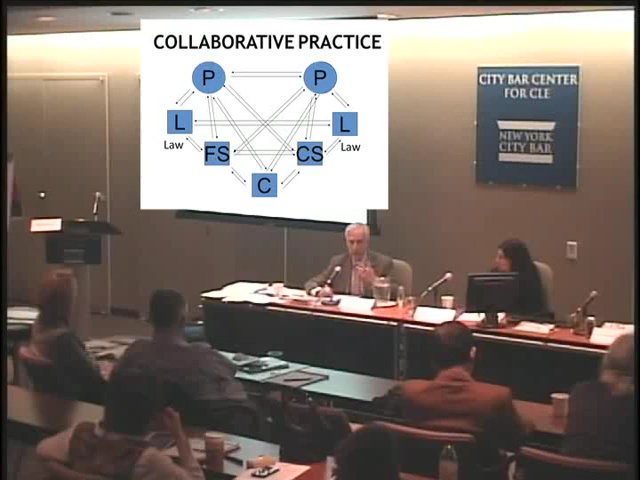 COLLABORATIVE PRACTICE
P P
L L
Law Law
FS CS
C
CITY BAR CENTER
FOR CLE
NEW YORK
CITY BAR